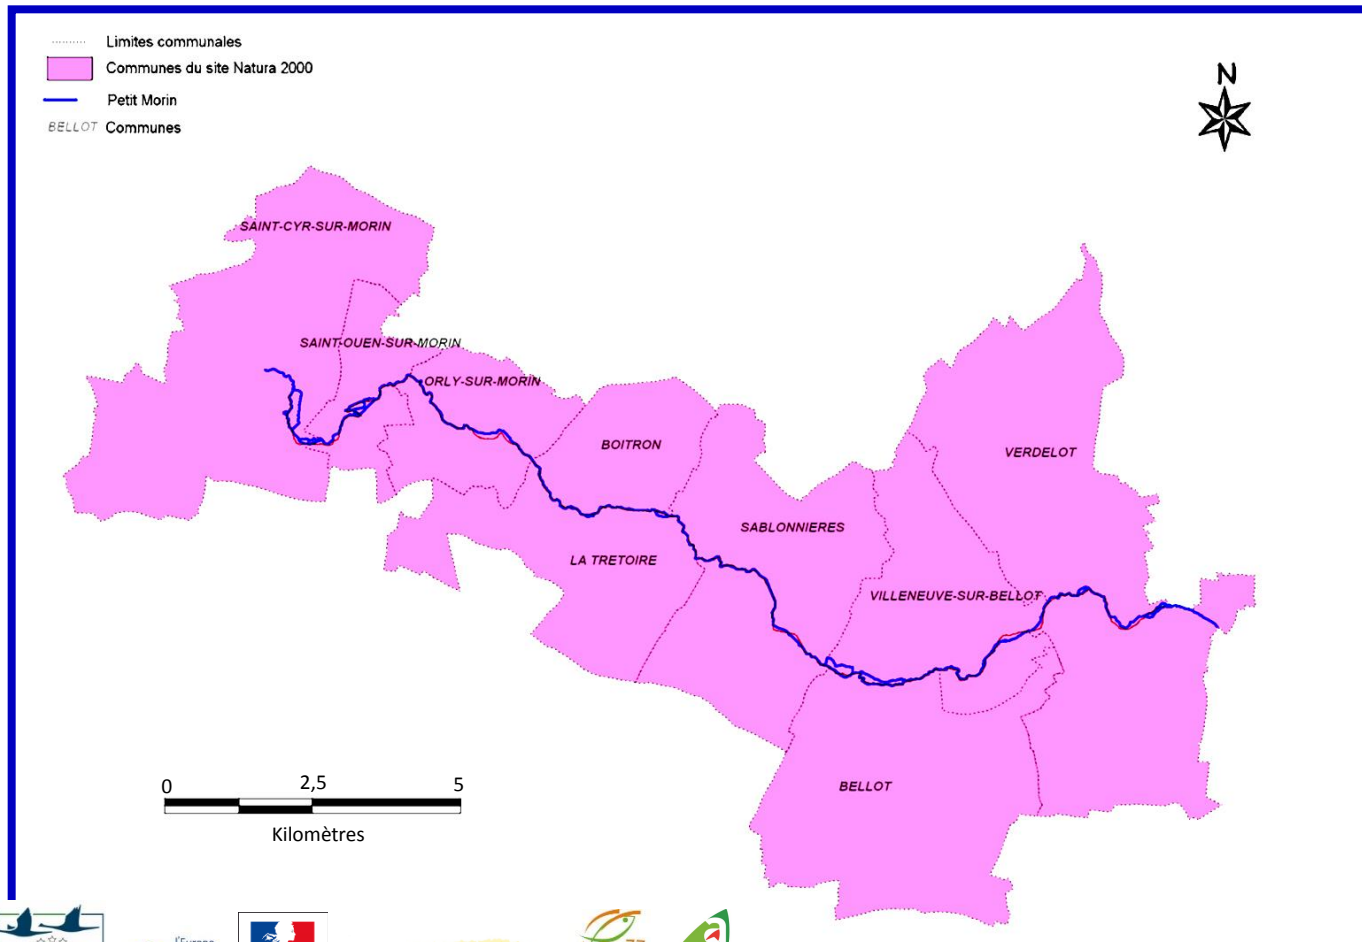 Limites communales
Communes du site Natura 2000
Petit Morin
BELLOT Communes
N
SAINT-CYR-SUR-MORIN
SAINT-OUEN-SUR-MORIN
ORLY-SUR-MORIN
BOITRON
VERDELOT
SABLONNIERES
LA TRETOIRE
VILLENEUVE-SUR-BELLOT
BELLOT
0 2,5 5
Kilomètres